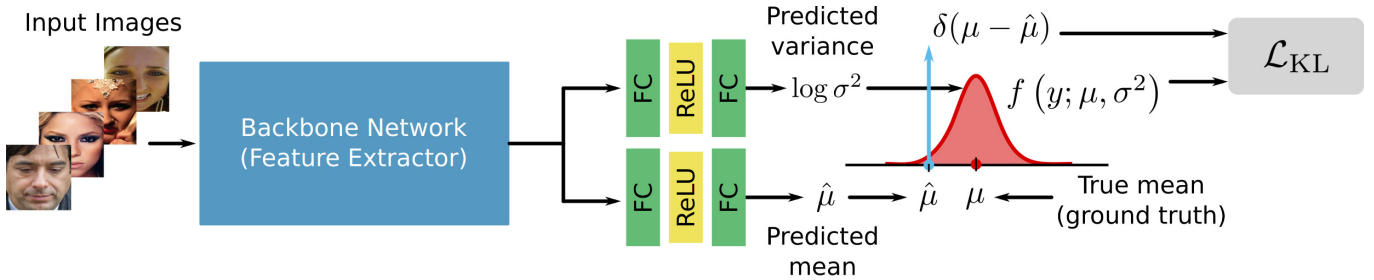 Input Images
Backbone Network
(Feature Extractor)
FC
ReLU
FC
FC
ReLU
FC
Predicted
variance
log σ²
μ̂
Predicted
mean
δ(μ − μ̂)
f (y; μ, σ²)
μ̂
μ
True mean
(ground truth)
ℒ_KL